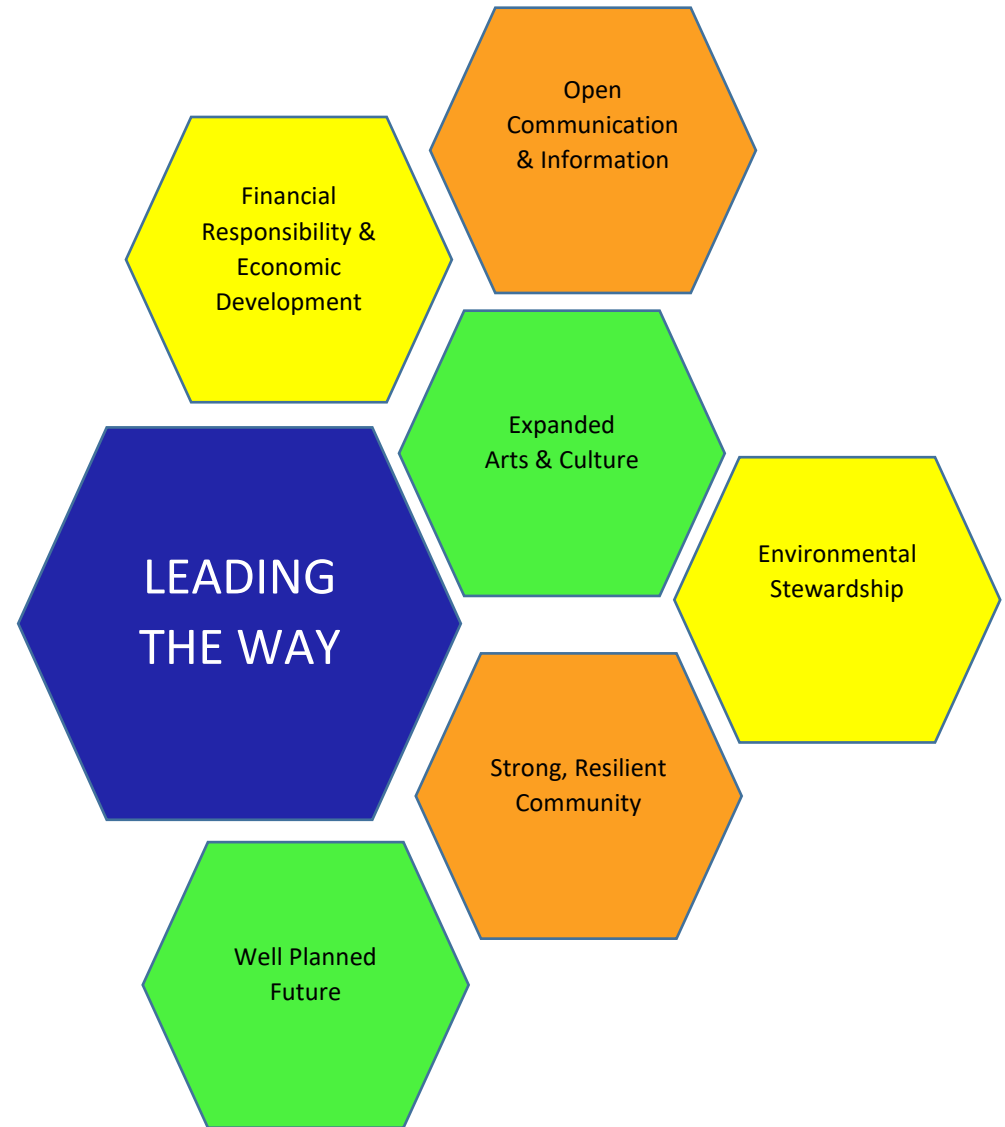 Open
Communication
& Information
Financial
Responsibility &
Economic
Development
Expanded
Arts & Culture
Environmental
Stewardship
LEADING
THE WAY
Strong, Resilient
Community
Well Planned
Future